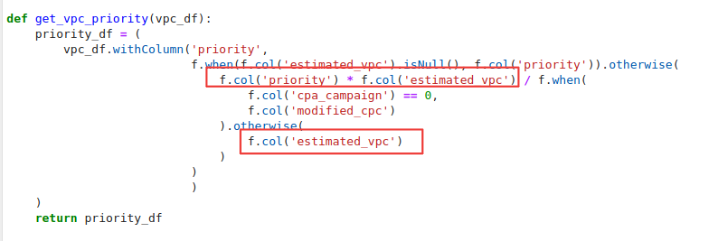 def get_vpc_priority(vpc_df):
    priority_df = (
        vpc_df.withColumn('priority',
                          f.when(f.col('estimated_vpc').isNull(), f.col('priority')).otherwise(
                              f.col('priority') * f.col('estimated_vpc') / f.when(
                                  f.col('cpa_campaign') == 0,
                                  f.col('modified_cpc')
                              ).otherwise(
                                  f.col('estimated_vpc')
                              )
                          )
                          )
    )
    return priority_df